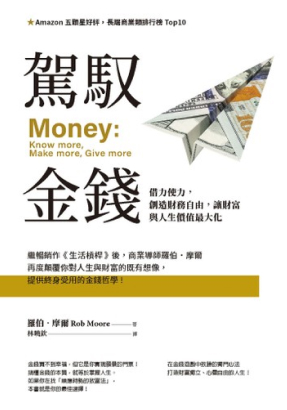 ★Amazon 五顆星好評,長踞商業類排行榜 Top10
駕馭
Money:
Know more,
Make more, Give more
金錢
借力使力,
創造財務自由,讓財富
與人生價值最大化
繼暢銷作《生活槓桿》後,商業導師羅伯・摩爾
再度顛覆你對人生與財富的既有想像,
提供終身受用的金錢哲學!
羅伯・摩爾 Rob Moore 著
林曉欽 譯